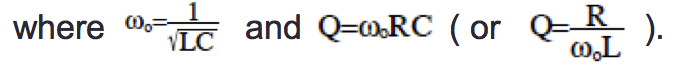 where ω₀=1/√LC and Q=ω₀RC ( or Q=R/ω₀L ).